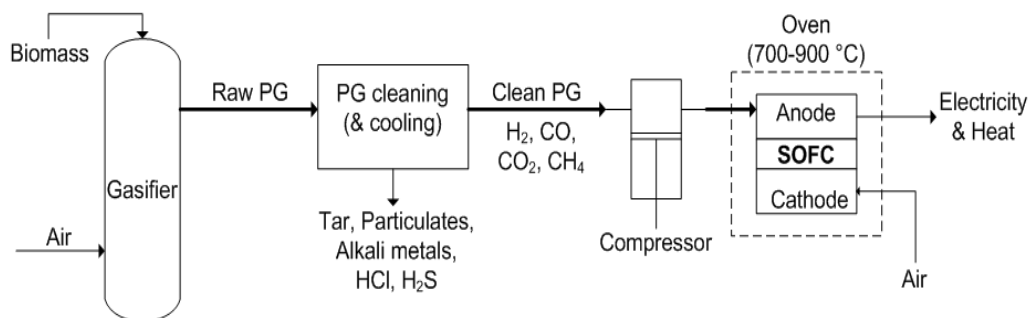 Biomass
Gasifier
Air
Raw PG
PG cleaning
(& cooling)
Tar, Particulates,
Alkali metals,
HCl, H₂S
Clean PG
H₂, CO,
CO₂, CH₄
Compressor
Oven
(700-900 °C)
Anode
SOFC
Cathode
Electricity
& Heat
Air